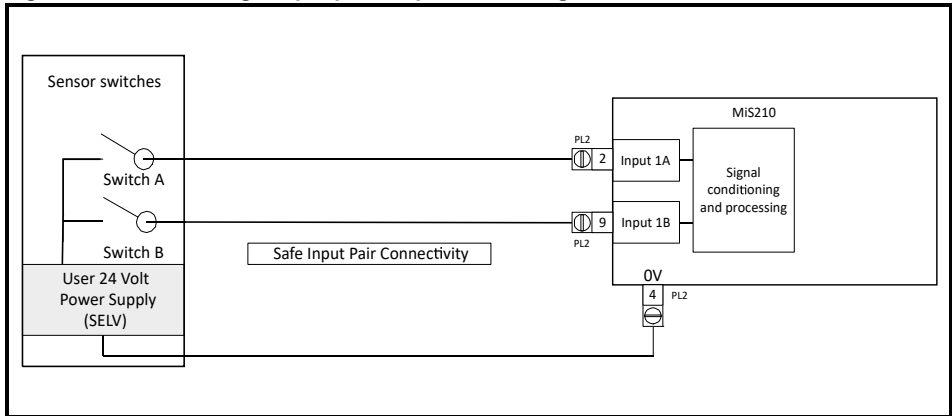 Sensor switches
Switch A
Switch B
User 24 Volt
Power Supply
(SELV)
Safe Input Pair Connectivity
PL2
2
Input 1A
9
Input 1B
PL2
MiS210
Signal
conditioning
and processing
0V
4
PL2